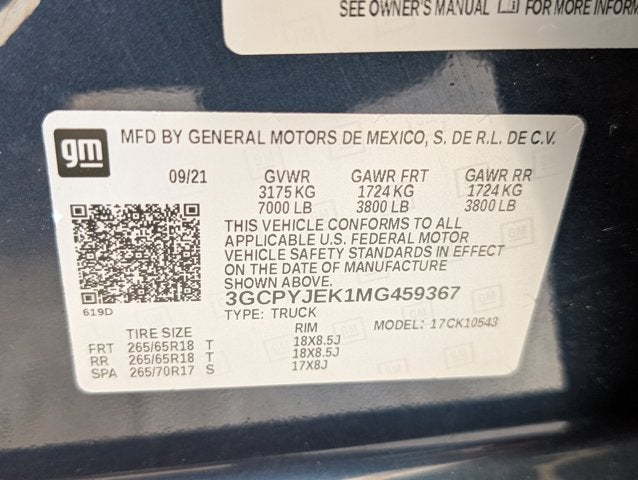 SEE OWNER'S MANUAL FOR MORE INFORM
gm
MFD BY GENERAL MOTORS DE MEXICO, S. DE R.L. DE C.V.
09/21 GVWR GAWR FRT GAWR RR
3175 KG 1724 KG 1724 KG
7000 LB 3800 LB 3800 LB
THIS VEHICLE CONFORMS TO ALL
APPLICABLE U.S. FEDERAL MOTOR
VEHICLE SAFETY STANDARDS IN EFFECT
ON THE DATE OF MANUFACTURE
SHOWN ABOVE.
3GCPYJEK1MG459367
619D
TYPE: TRUCK MODEL: 17CK10543
TIRE SIZE RIM
FRT 265/65R18 T 18X8.5J
RR 265/65R18 T 18X8.5J
SPA 265/70R17 S 17X8J